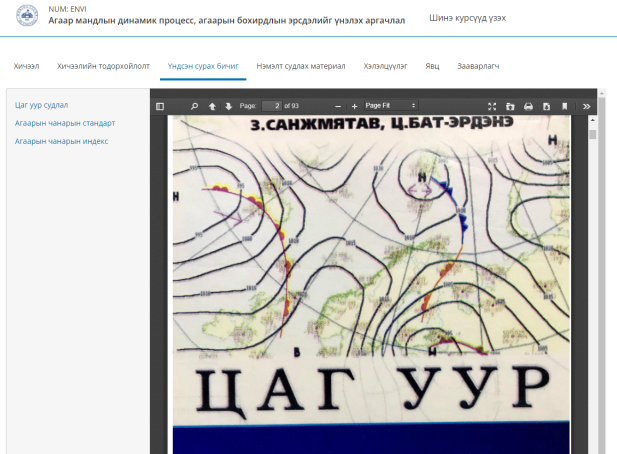 NUM: ENVI
Агаар мандлын динамик процесс, агаарын бохирдлын эрсдэлийг үнэлэх аргачлал
Шинэ курсүүд үзэх
Хичээл
Хичээлийн тодорхойлолт
Үндсэн сурах бичиг
Нэмэлт судлах материал
Хэлэлцүүлэг
Явц
Зааварлагч
Цаг уур судлал
Агаарын чанарын стандарт
Агаарын чанарын индекс
Page: 2 of 93
Page Fit
З.САНЖМЯТАВ, Ц.БАТ-ЭРДЭНЭ
Н
Н
Н
В
Н
ЦАГ УУР